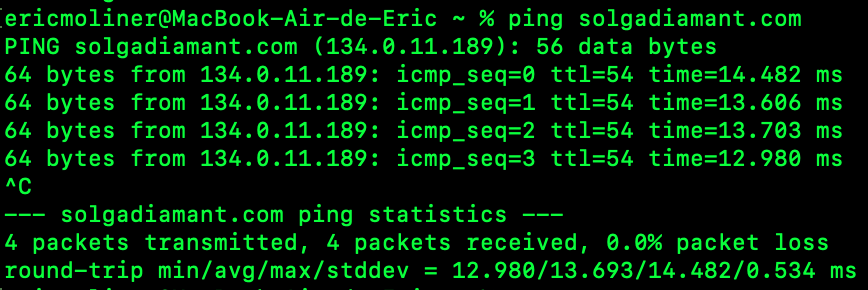 [ericmoliner@MacBook-Air-de-Eric ~ % ping solgadiamant.com
PING solgadiamant.com (134.0.11.189): 56 data bytes
64 bytes from 134.0.11.189: icmp_seq=0 ttl=54 time=14.482 ms
64 bytes from 134.0.11.189: icmp_seq=1 ttl=54 time=13.606 ms
64 bytes from 134.0.11.189: icmp_seq=2 ttl=54 time=13.703 ms
64 bytes from 134.0.11.189: icmp_seq=3 ttl=54 time=12.980 ms
^C
--- solgadiamant.com ping statistics ---
4 packets transmitted, 4 packets received, 0.0% packet loss
round-trip min/avg/max/stddev = 12.980/13.693/14.482/0.534 ms